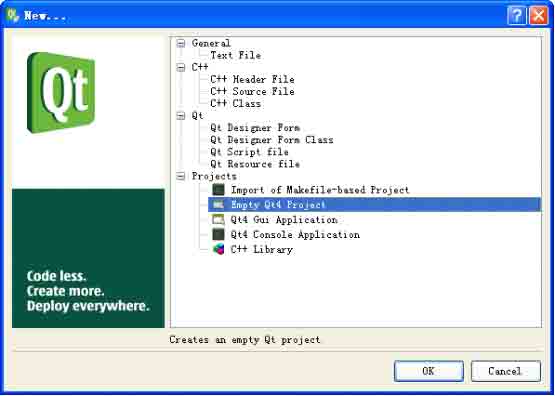 New...
Qt
General
Text File
C++
C++ Header File
C++ Source File
C++ Class
Qt
Qt Designer Form
Qt Designer Form Class
Qt Script file
Qt Resource file
Projects
Import of Makefile-based Project
Empty Qt4 Project
Qt4 Gui Application
Qt4 Console Application
C++ Library
Code less.
Create more.
Deploy everywhere.
Creates an empty Qt project.
OK
Cancel